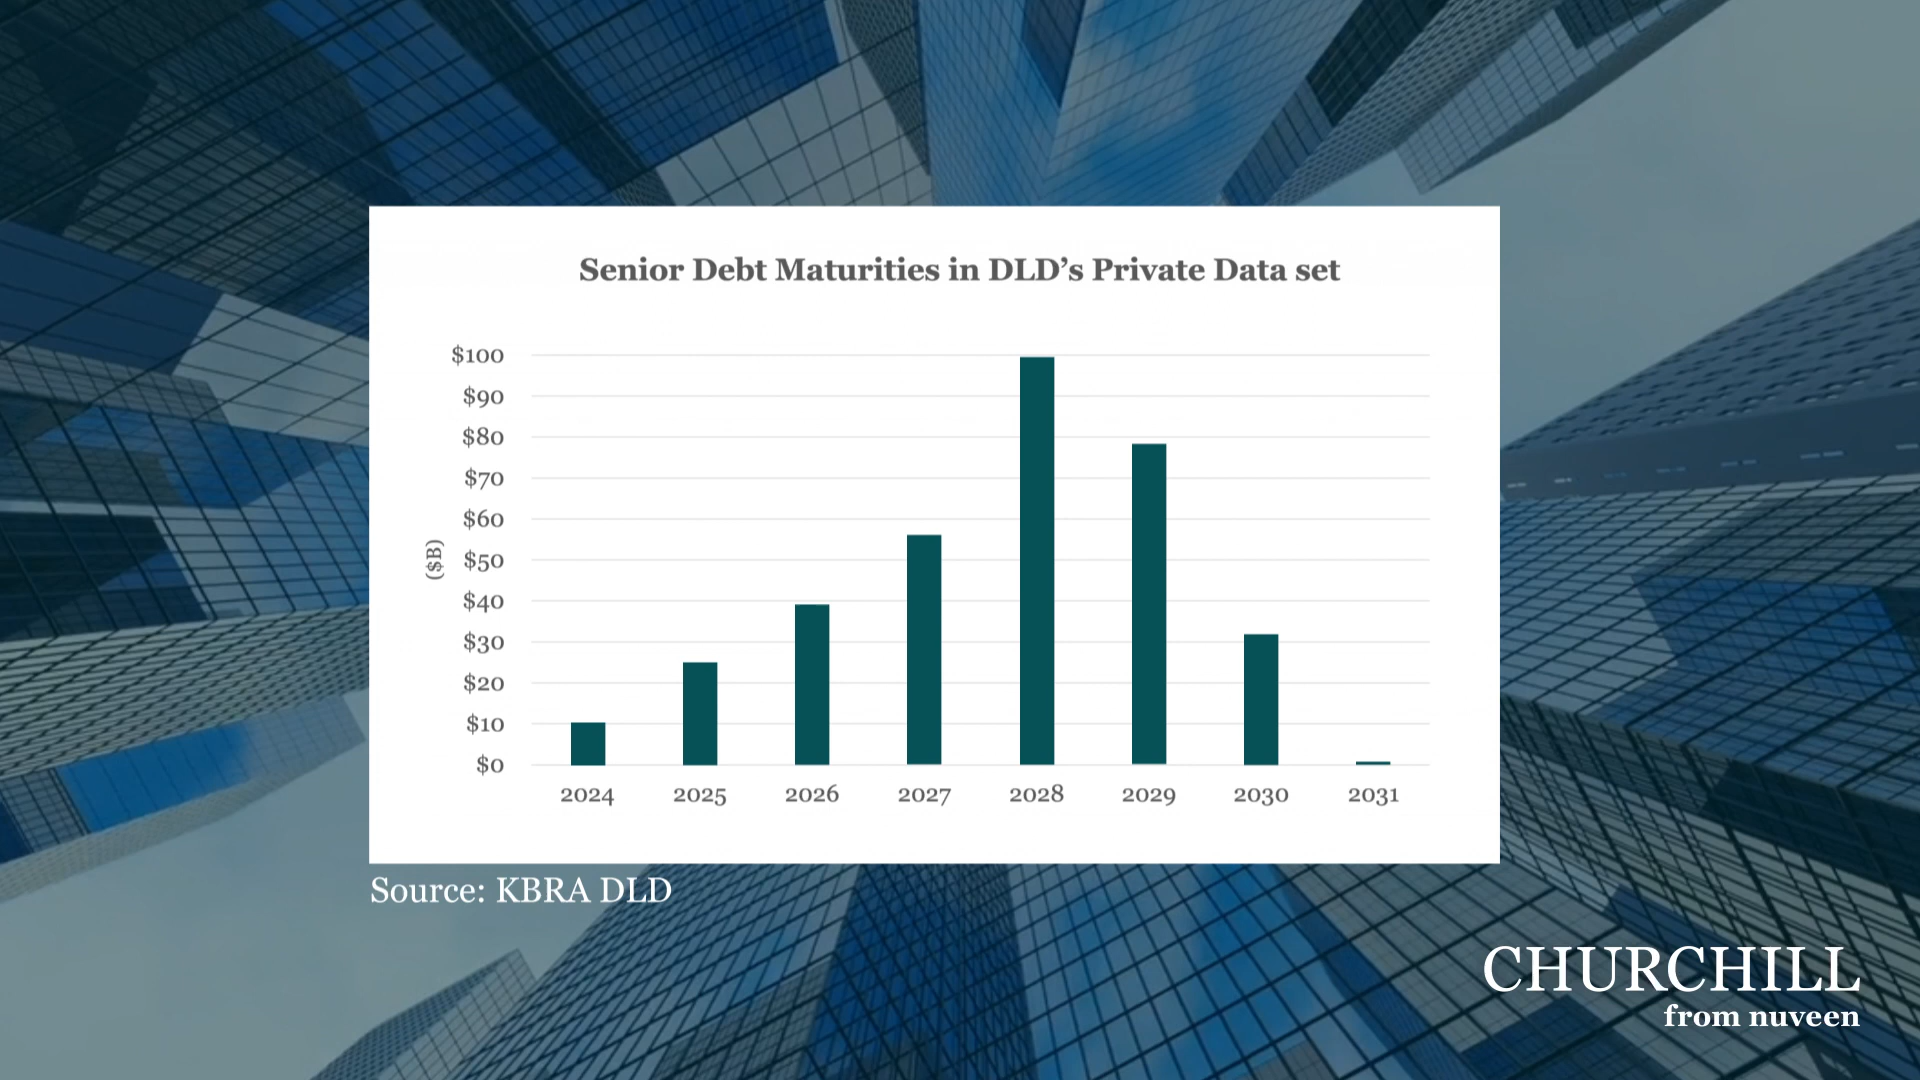 Senior Debt Maturities in DLD's Private Data set
($B)
$100
$90
$80
$70
$60
$50
$40
$30
$20
$10
$0
2024 2025 2026 2027 2028 2029 2030 2031
Source: KBRA DLD
CHURCHILL
from nuveen